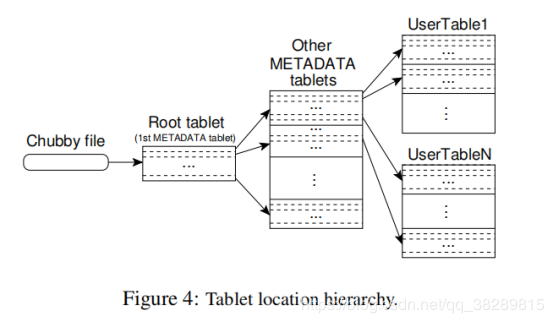 UserTable1
Other
METADATA
tablets
Root tablet
(1st METADATA tablet)
Chubby file
...
...
...
...
...
...
...
⋮
⋮
UserTableN
...
⋮
...
Figure 4: Tablet location hierarchy.
https://blog.csdn.net/qq_38289815